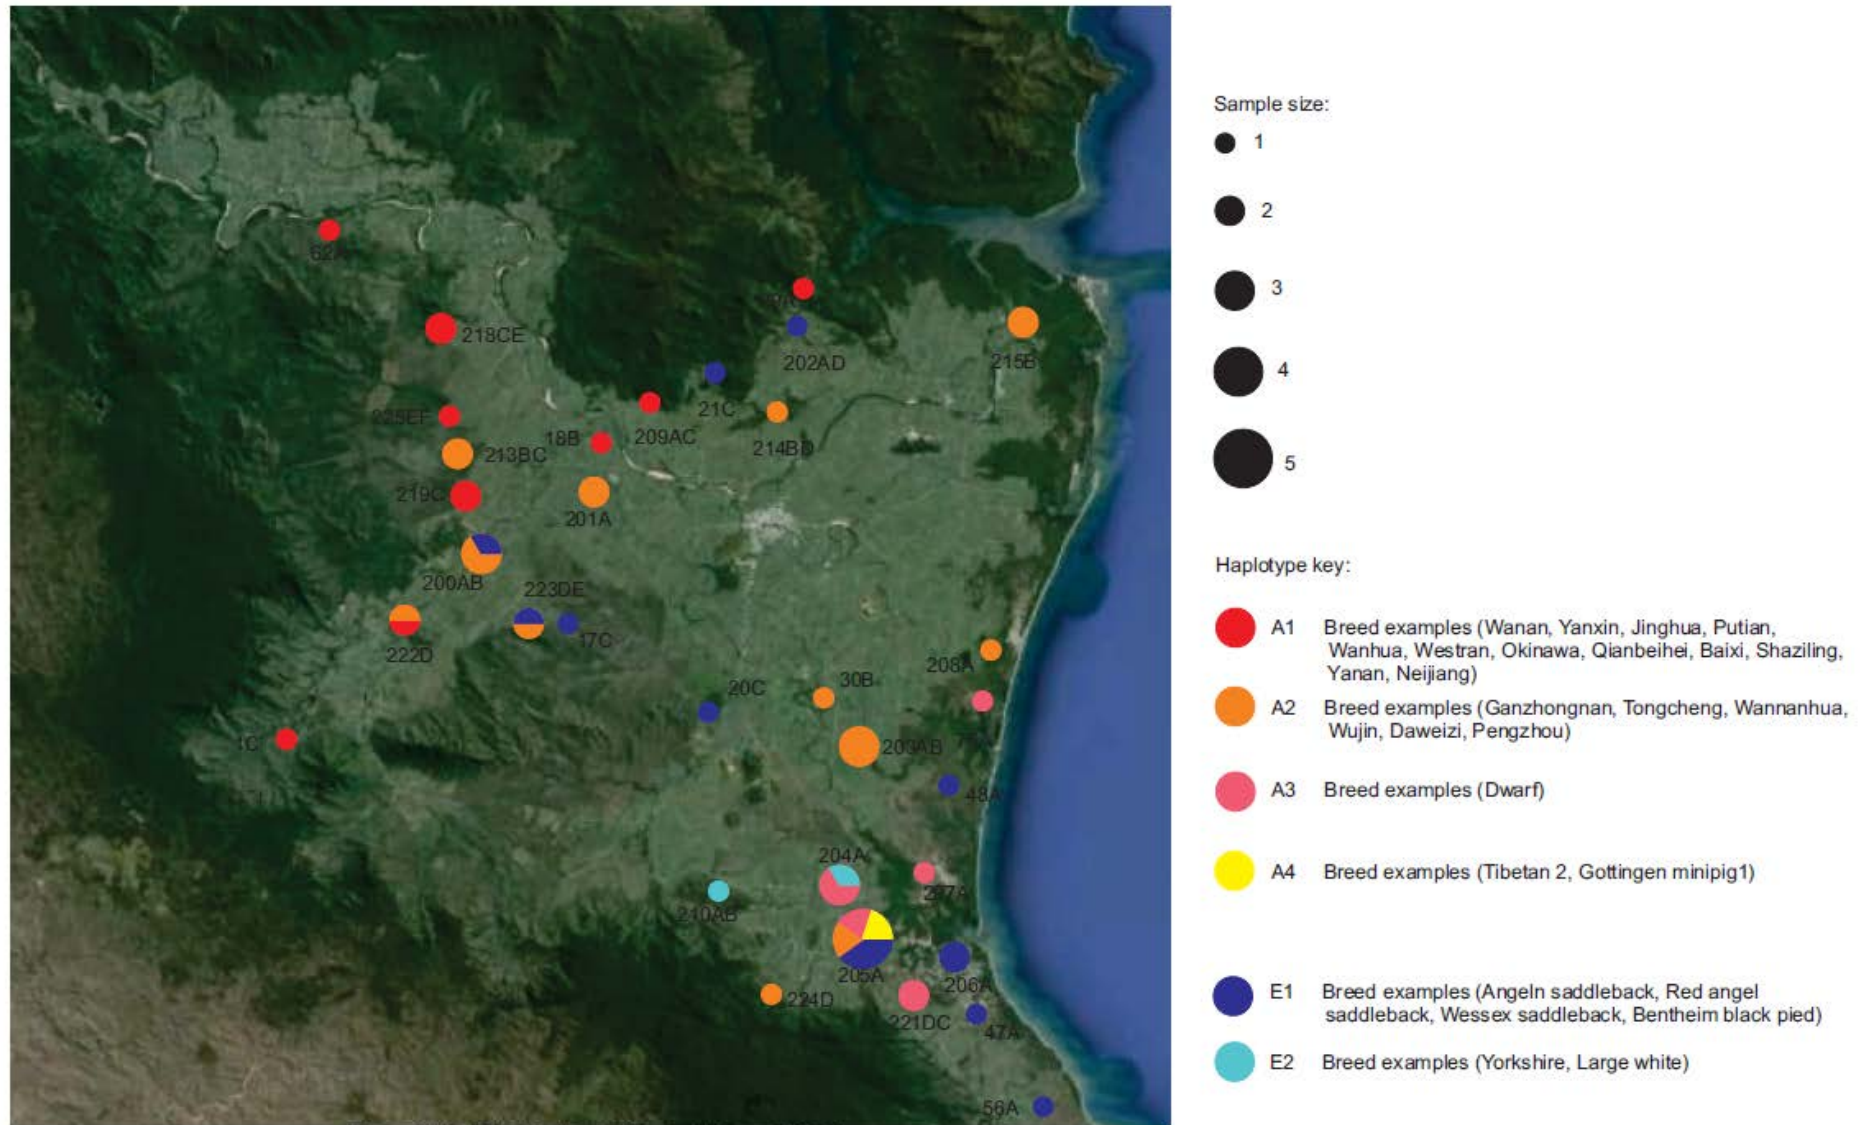 Sample size:
1
2
3
4
5
62A
218CE
202AD
215B
225EF
21C
18B
209AC
214BD
213BC
219C
201A
200AB
223DE
17C
222D
208A
20C
30B
1C
203AB
48A
204A
210AB
205A
206A
224D
221DC
47A
56A
Haplotype key:
A1 Breed examples (Wanan, Yanxin, Jinghua, Putian,
Wanhua, Westran, Okinawa, Qianbeihei, Baixi, Shaziling,
Yanan, Neijiang)
A2 Breed examples (Ganzhongnan, Tongcheng, Wannanhua,
Wujin, Daweizi, Pengzhou)
A3 Breed examples (Dwarf)
A4 Breed examples (Tibetan 2, Gottingen minipig1)
E1 Breed examples (Angeln saddleback, Red angel
saddleback, Wessex saddleback, Bentheim black pied)
E2 Breed examples (Yorkshire, Large white)